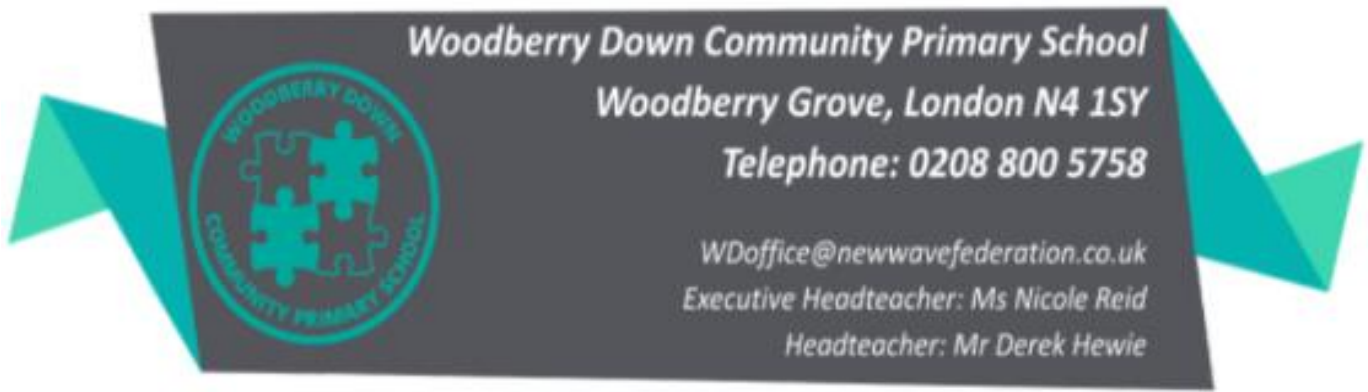 Woodberry Down Community Primary School
Woodberry Grove, London N4 1SY
Telephone: 0208 800 5758
WDoffice@newwavefederation.co.uk
Executive Headteacher: Ms Nicole Reid
Headteacher: Mr Derek Hewie
WOODBERRY DOWN
COMMUNITY PRIMARY SCHOOL